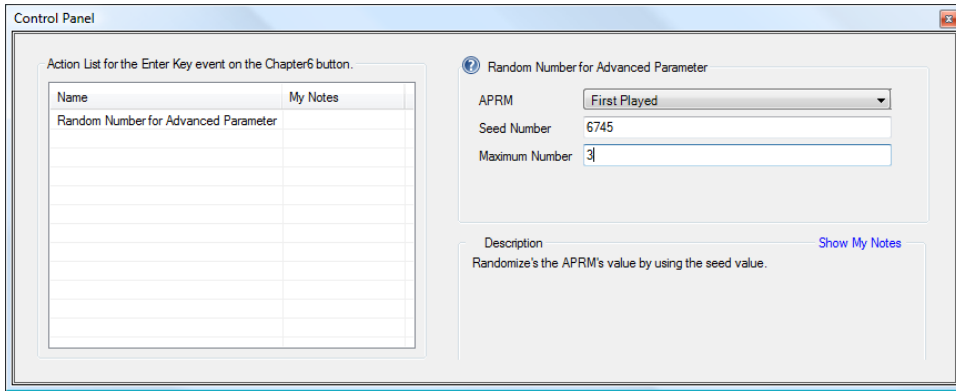 Control Panel
Action List for the Enter Key event on the Chapter6 button.
Name My Notes
Random Number for Advanced Parameter
Random Number for Advanced Parameter
APRM First Played
Seed Number 6745
Maximum Number 3
Description Show My Notes
Randomize's the APRM's value by using the seed value.